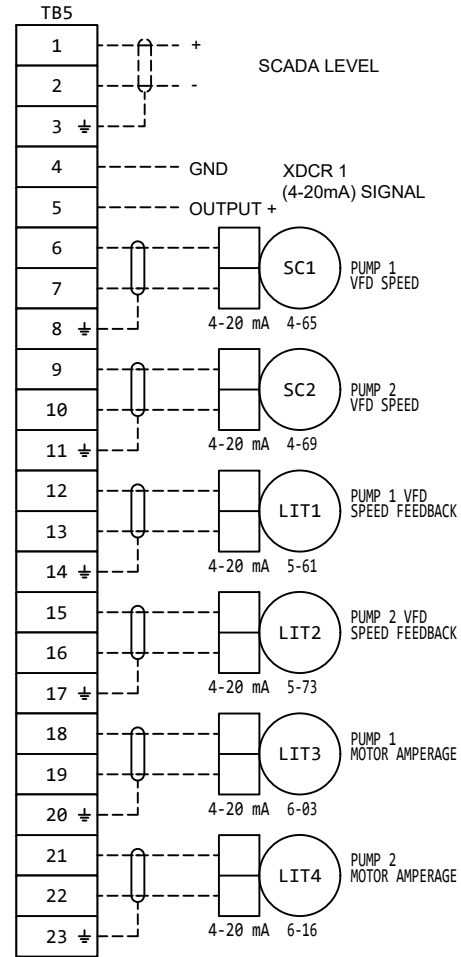 TB5
1
+
SCADA LEVEL
2
-
3
4
GND
XDCR 1
(4-20mA) SIGNAL
5
OUTPUT +
6
7
8
SC1
PUMP 1
VFD SPEED
4-20 mA 4-65
9
10
11
SC2
PUMP 2
VFD SPEED
4-20 mA 4-69
12
13
14
LIT1
PUMP 1 VFD
SPEED FEEDBACK
4-20 mA 5-61
15
16
17
LIT2
PUMP 2 VFD
SPEED FEEDBACK
4-20 mA 5-73
18
19
20
LIT3
PUMP 1
MOTOR AMPERAGE
4-20 mA 6-03
21
22
23
LIT4
PUMP 2
MOTOR AMPERAGE
4-20 mA 6-16